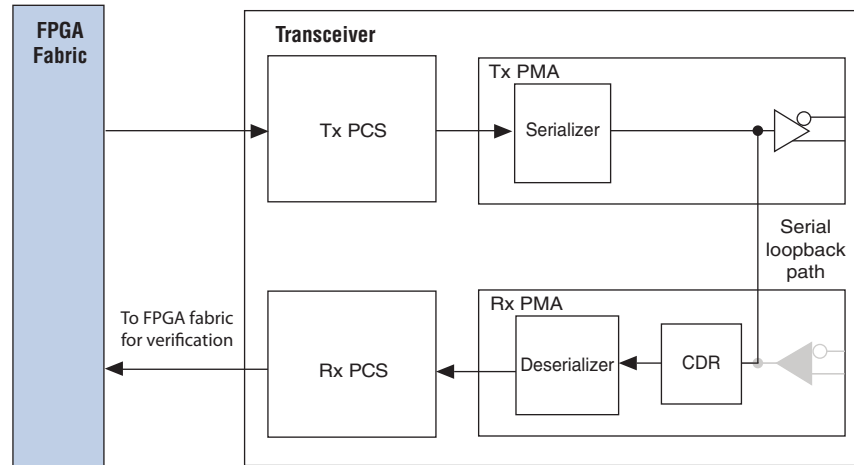 FPGA
Fabric
Transceiver
Tx PMA
Tx PCS
Serializer
Serial
loopback
path
To FPGA fabric
for verification
Rx PMA
Rx PCS
Deserializer
CDR